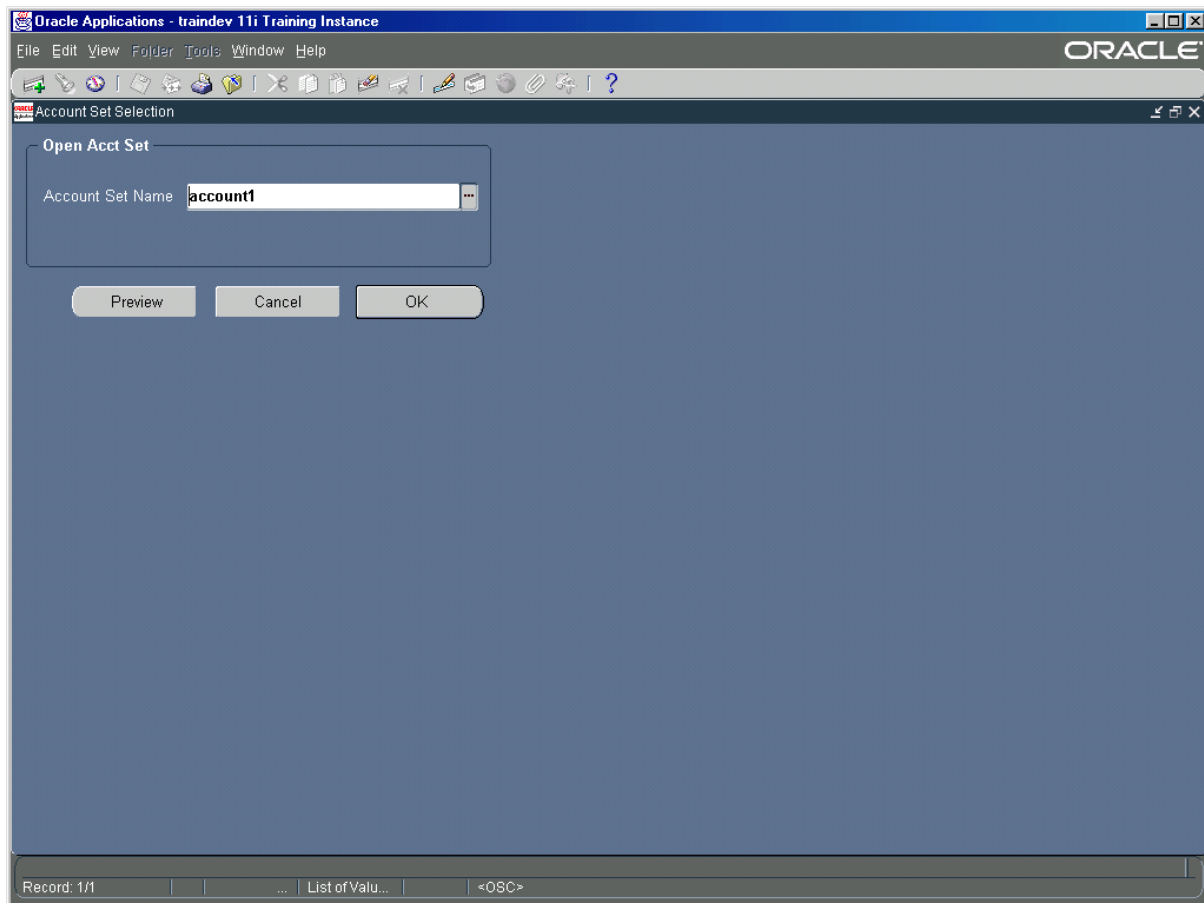 Oracle Applications - traindev 11i Training Instance
File Edit View Folder Tools Window Help
ORACLE
Account Set Selection
Open Acct Set
Account Set Name account1 ...
Preview Cancel OK
Record: 1/1 ... List of Valu... <OSC>